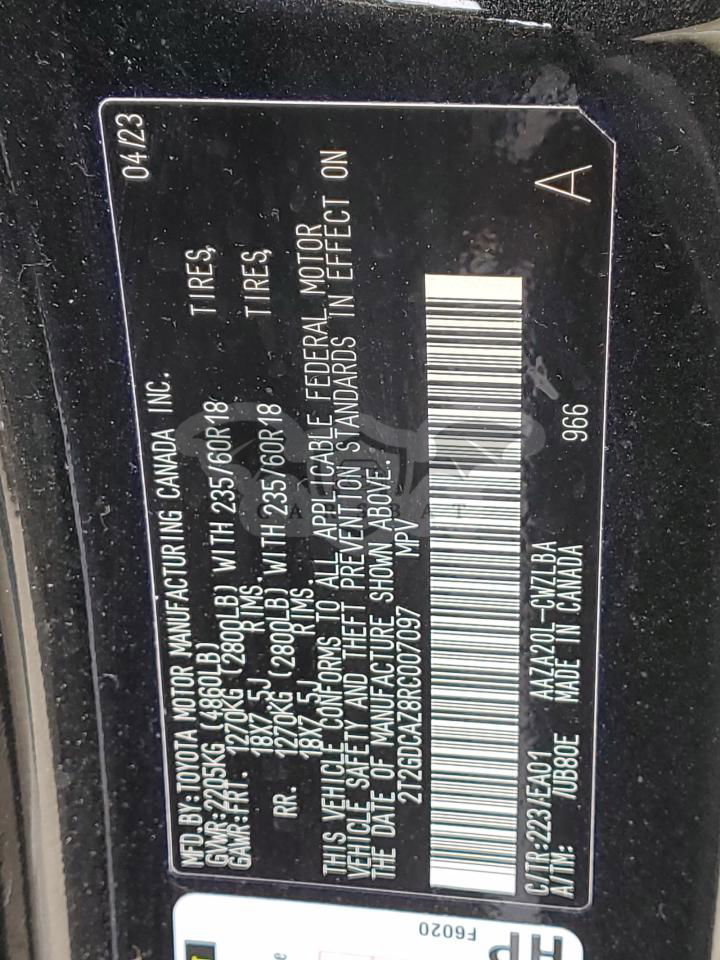 04/23
MFD.BY:TOYOTA MOTOR MANUFACTURING CANADA INC.
GVWR:2205KG (4860LB)
GAWR:FRT. 1270KG (2800LB) WITH 235/60R18 TIRES,
18X7.5J RIMS.
RR. 1270KG (2800LB) WITH 235/60R18 TIRES,
18X7.5J RIMS
THIS VEHICLE CONFORMS TO ALL APPLICABLE FEDERAL MOTOR
VEHICLE SAFETY AND THEFT PREVENTION STANDARDS IN EFFECT ON
THE DATE OF MANUFACTURE SHOWN ABOVE.
2T2GDCAZ8RC007097 MPV
C/TR:223/EA01 AAZA20L-CWZLBA
A/TM: /UB80E MADE IN CANADA
966
A
F6020